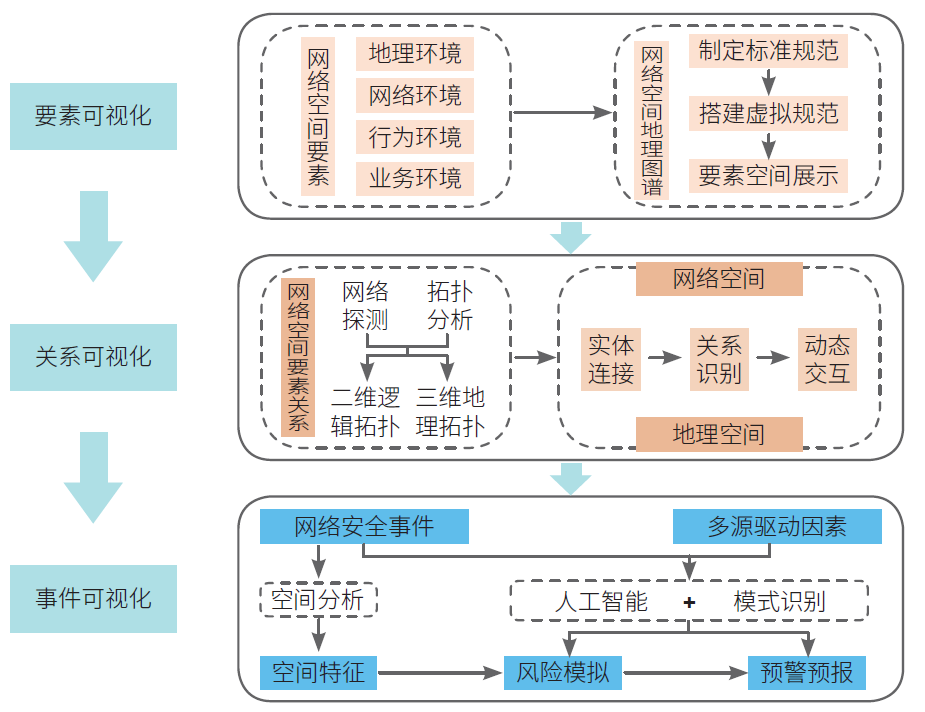 要素可视化
网络空间要素
地理环境
网络环境
行为环境
业务环境
网络空间地理图谱
制定标准规范
搭建虚拟规范
要素空间展示
关系可视化
网络空间要素关系
网络
探测
拓扑
分析
二维逻
辑拓扑
三维地
理拓扑
网络空间
实体
连接
关系
识别
动态
交互
地理空间
事件可视化
网络安全事件
多源驱动因素
空间分析
人工智能 + 模式识别
空间特征
风险模拟
预警预报